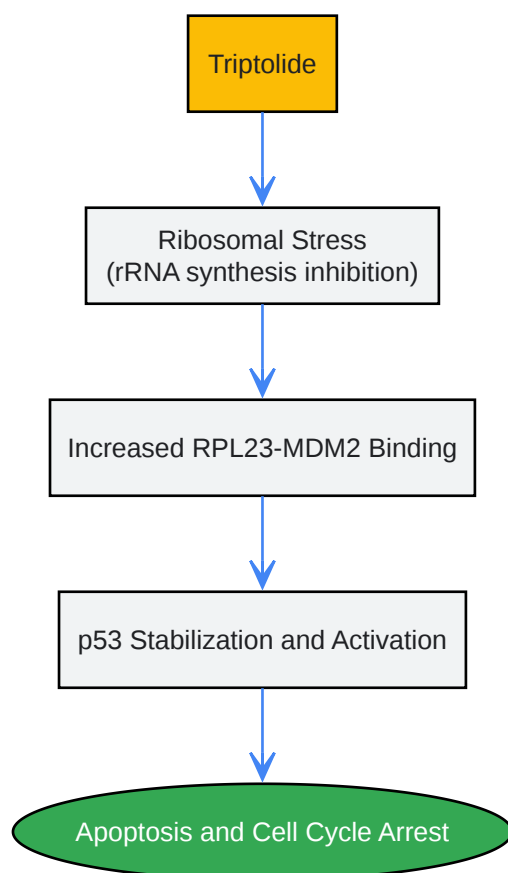 Triptolide
Ribosomal Stress
(rRNA synthesis inhibition)
Increased RPL23-MDM2 Binding
p53 Stabilization and Activation
Apoptosis and Cell Cycle Arrest